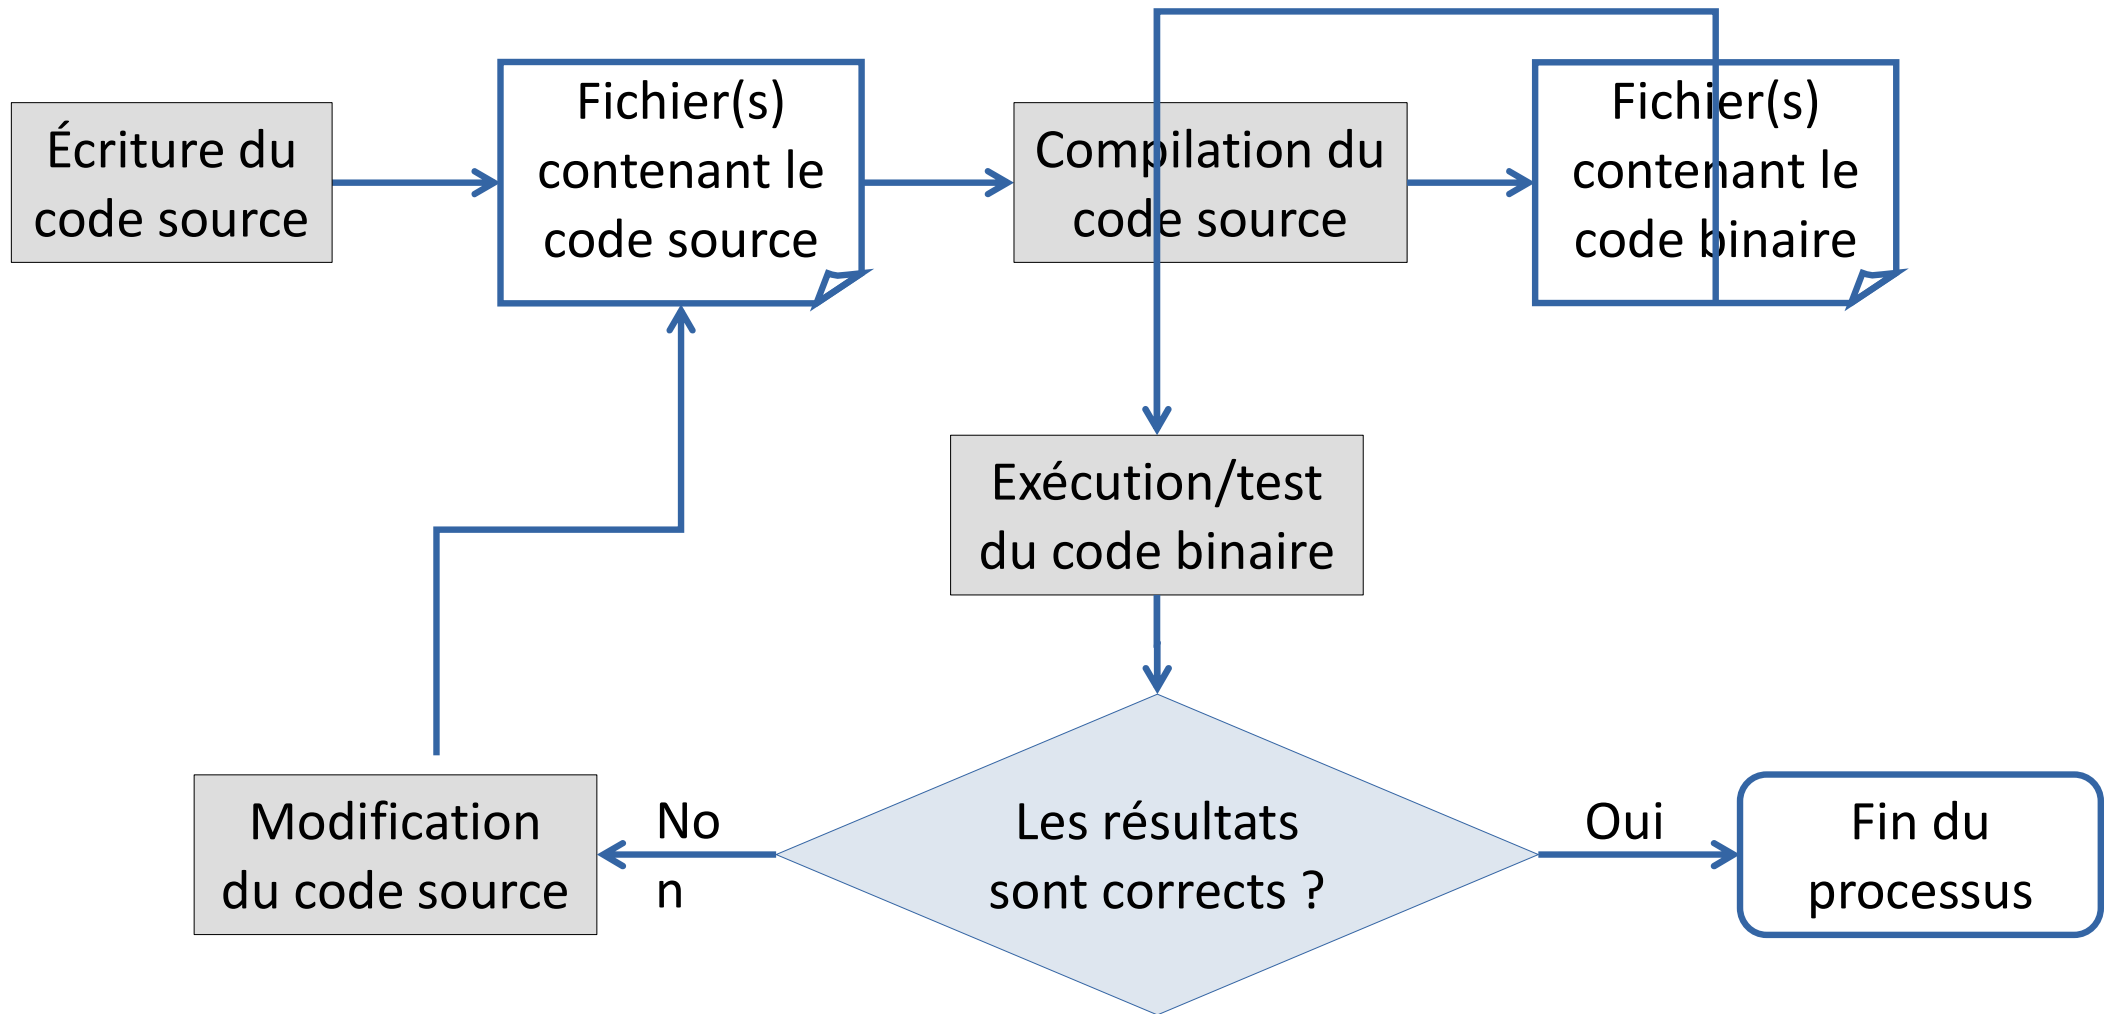 Écriture du
code source
Fichier(s)
contenant le
code source
Compilation du
code source
Fichier(s)
contenant le
code binaire
Exécution/test
du code binaire
Les résultats
sont corrects ?
No
n
Modification
du code source
Oui
Fin du
processus